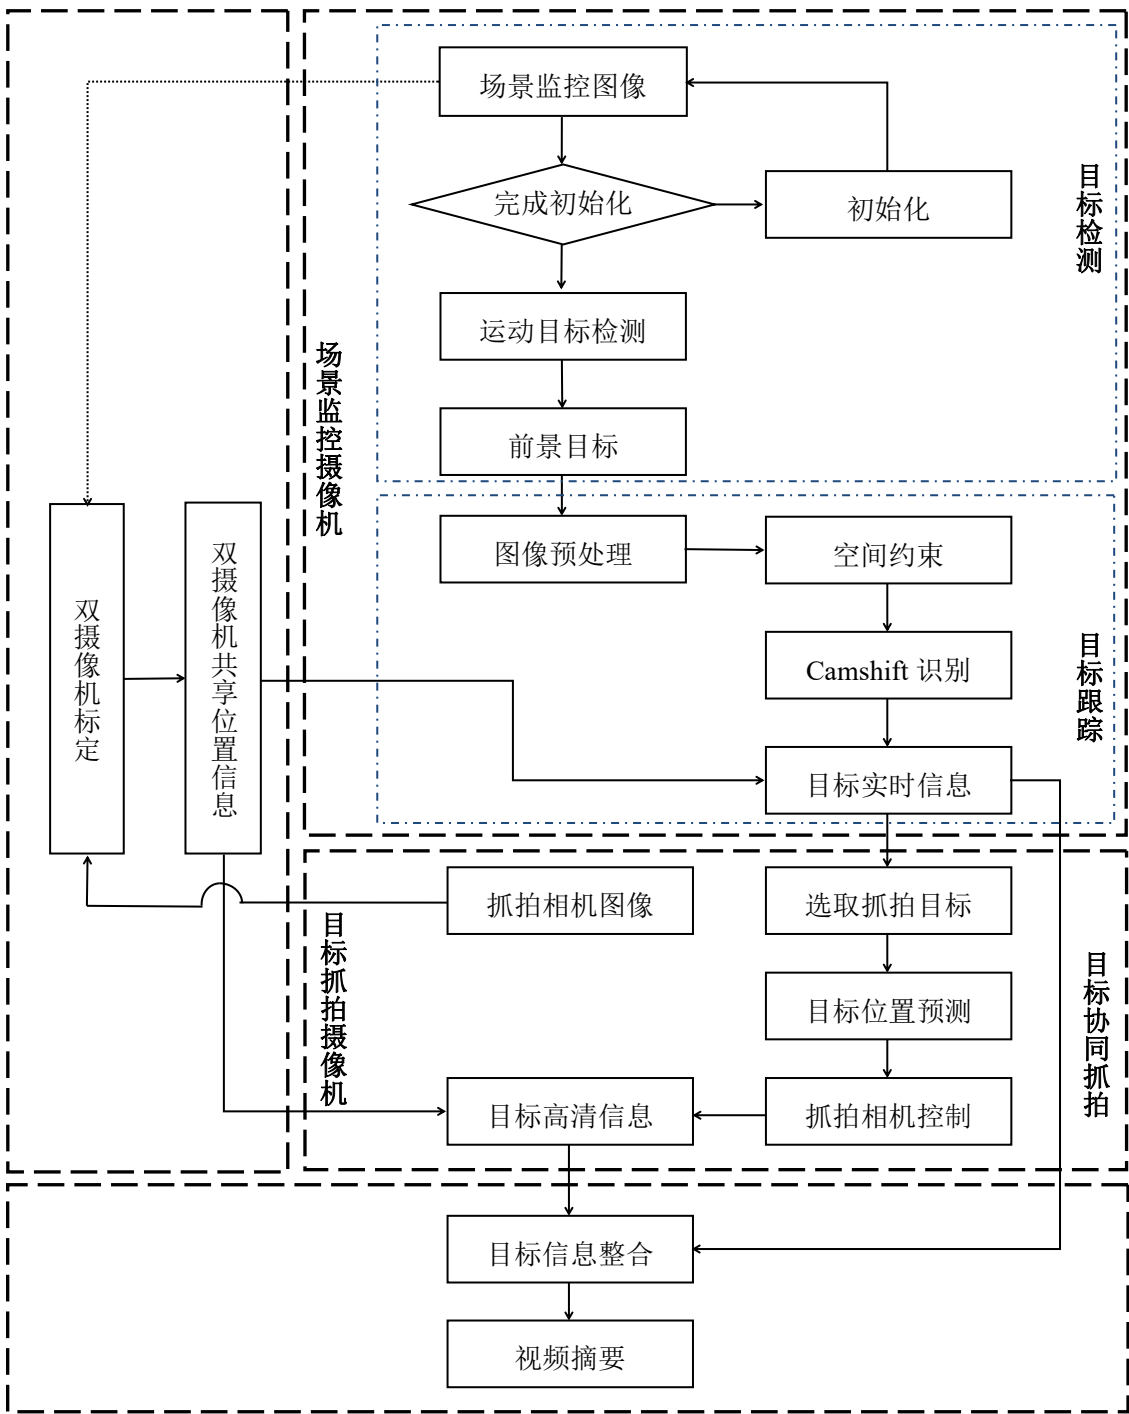 场景监控图像
完成初始化
初始化
目标检测
运动目标检测
场景监控摄像机
前景目标
双摄像机标定
双摄像机共享位置信息
图像预处理
空间约束
Camshift 识别
目标跟踪
目标实时信息
抓拍相机图像
选取抓拍目标
目标抓拍摄像机
目标位置预测
目标协同抓拍
目标高清信息
抓拍相机控制
目标信息整合
视频摘要